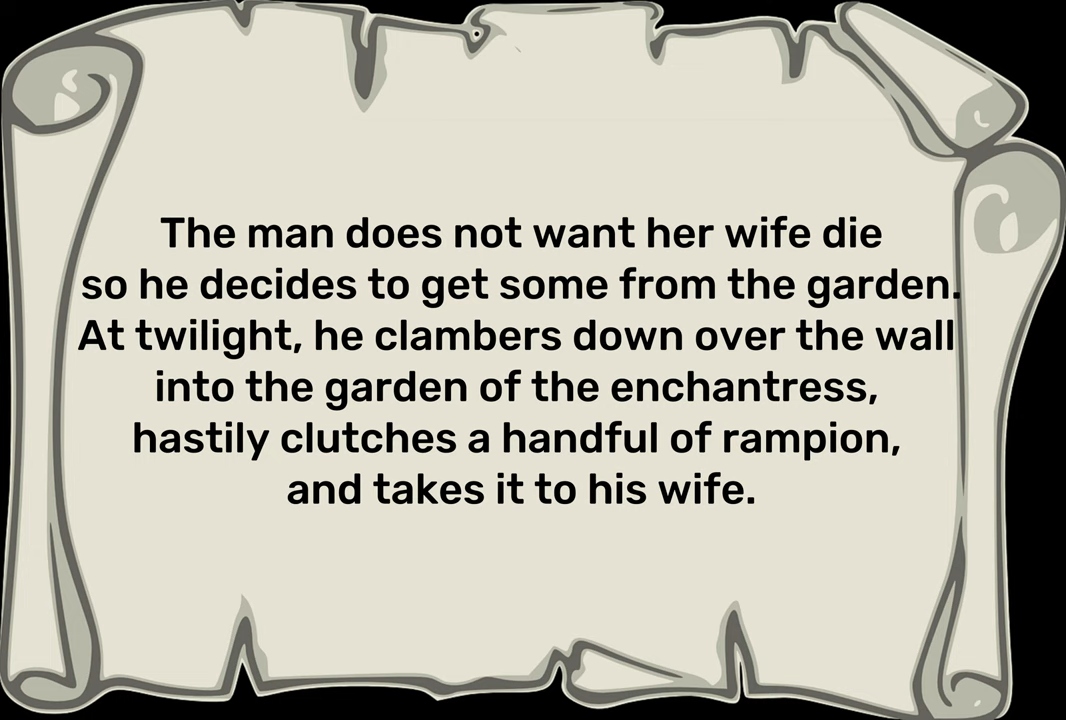 The man does not want her wife die
so he decides to get some from the garden.
At twilight, he clambers down over the wall
into the garden of the enchantress,
hastily clutches a handful of rampion,
and takes it to his wife.